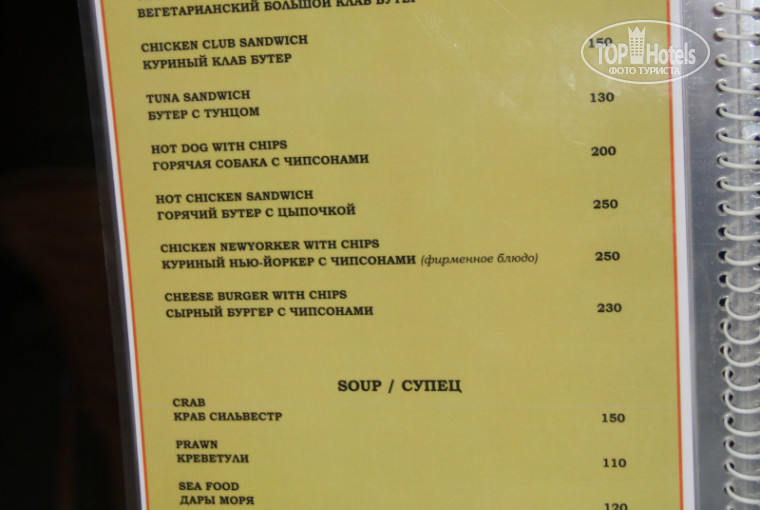 ВЕГЕТАРИАНСКИЙ БОЛЬШОЙ КЛАБ БУТЕР
CHICKEN CLUB SANDWICH 150
КУРИНЫЙ КЛАБ БУТЕР
TOP Hotels
ФОТО ТУРИСТА
TUNA SANDWICH 130
БУТЕР С ТУНЦОМ
HOT DOG WITH CHIPS 200
ГОРЯЧАЯ СОБАКА С ЧИПСОНАМИ
HOT CHICKEN SANDWICH 250
ГОРЯЧИЙ БУТЕР С ЦЫПОЧКОЙ
CHICKEN NEWYORKER WITH CHIPS 250
КУРИНЫЙ НЬЮ-ЙОРКЕР С ЧИПСОНАМИ (фирменное блюдо)
CHEESE BURGER WITH CHIPS 230
СЫРНЫЙ БУРГЕР С ЧИПСОНАМИ
SOUP / СУПЕЦ
CRAB
КРАБ СИЛЬВЕСТР 150
PRAWN
КРЕВЕТУЛИ 110
SEA FOOD
ДАРЫ МОРЯ 120